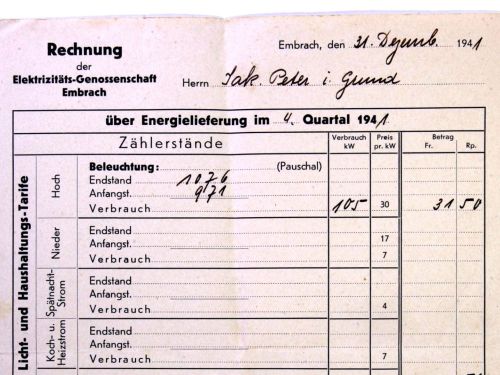 Rechnung
der
Elektrizitäts-Genossenschaft
Embrach
Embrach, den 31. Dezemb. 1941
Herrn Jak. Peter i. Grund
über Energielieferung im 4. Quartal 1941.
Zählerstände
Verbrauch kW
Preis pr. kW
Betrag
Fr. Rp.
Licht- und Haushaltungs-Tarife
Hoch
Beleuchtung: (Pauschal)
Endstand 1076
Anfangst. 971
Verbrauch 105 30 31 50
Nieder
17
Endstand
Anfangst.
Verbrauch 7
Spätnacht-Strom
Endstand
Anfangst.
Verbrauch 4
Koch- u. Heizstrom
Endstand
Anfangst.
Verbrauch 7